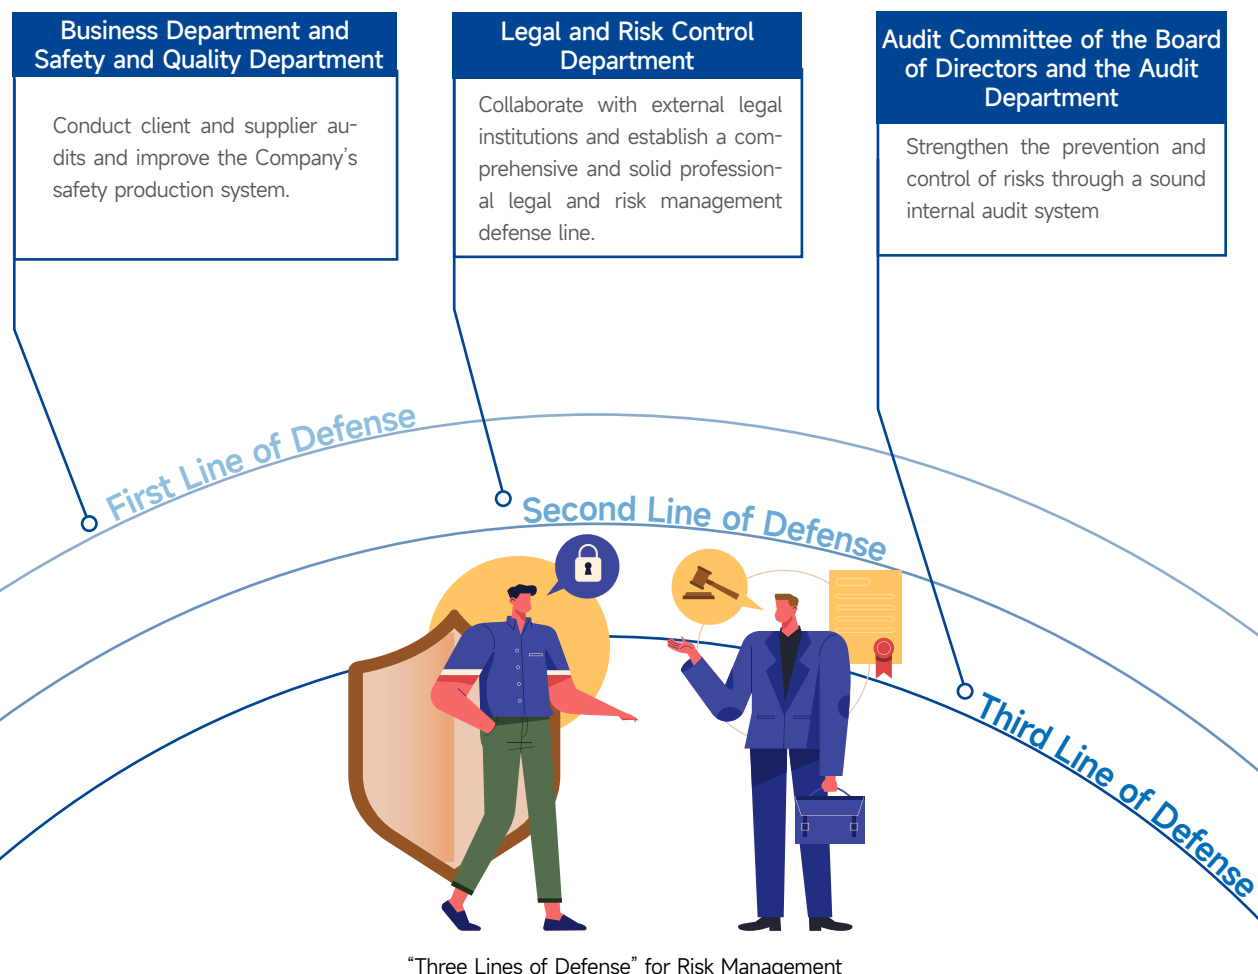 Business Department and
Safety and Quality Department
Conduct client and supplier au-
dits and improve the Company's
safety production system.
Legal and Risk Control
Department
Collaborate with external legal
institutions and establish a com-
prehensive and solid profession-
al legal and risk management
defense line.
Audit Committee of the Board
of Directors and the Audit
Department
Strengthen the prevention and
control of risks through a sound
internal audit system
First Line of Defense
Second Line of Defense
Third Line of Defense
“Three Lines of Defense” for Risk Management